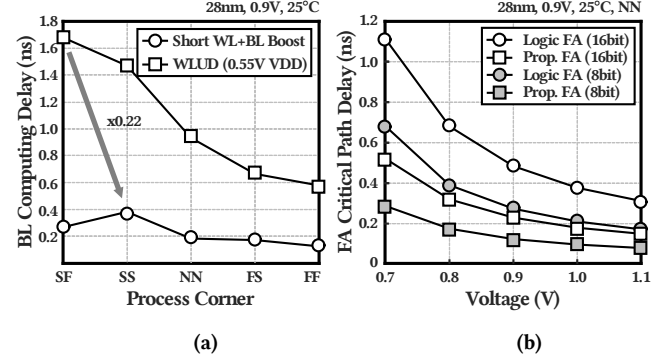 28nm, 0.9V, 25°C
BL Computing Delay (ns)
1.8
1.6
1.4
1.2
1.0
0.8
0.6
0.4
0.2
Short WL+BL Boost
WLUD (0.55V VDD)
x0.22
SF
SS
NN
FS
FF
Process Corner
(a)
28nm, 0.9V, 25°C, NN
FA Critical Path Delay (ns)
1.2
1.0
0.8
0.6
0.4
0.2
0
Logic FA (16bit)
Prop. FA (16bit)
Logic FA (8bit)
Prop. FA (8bit)
0.7
0.8
0.9
1.0
1.1
Voltage (V)
(b)